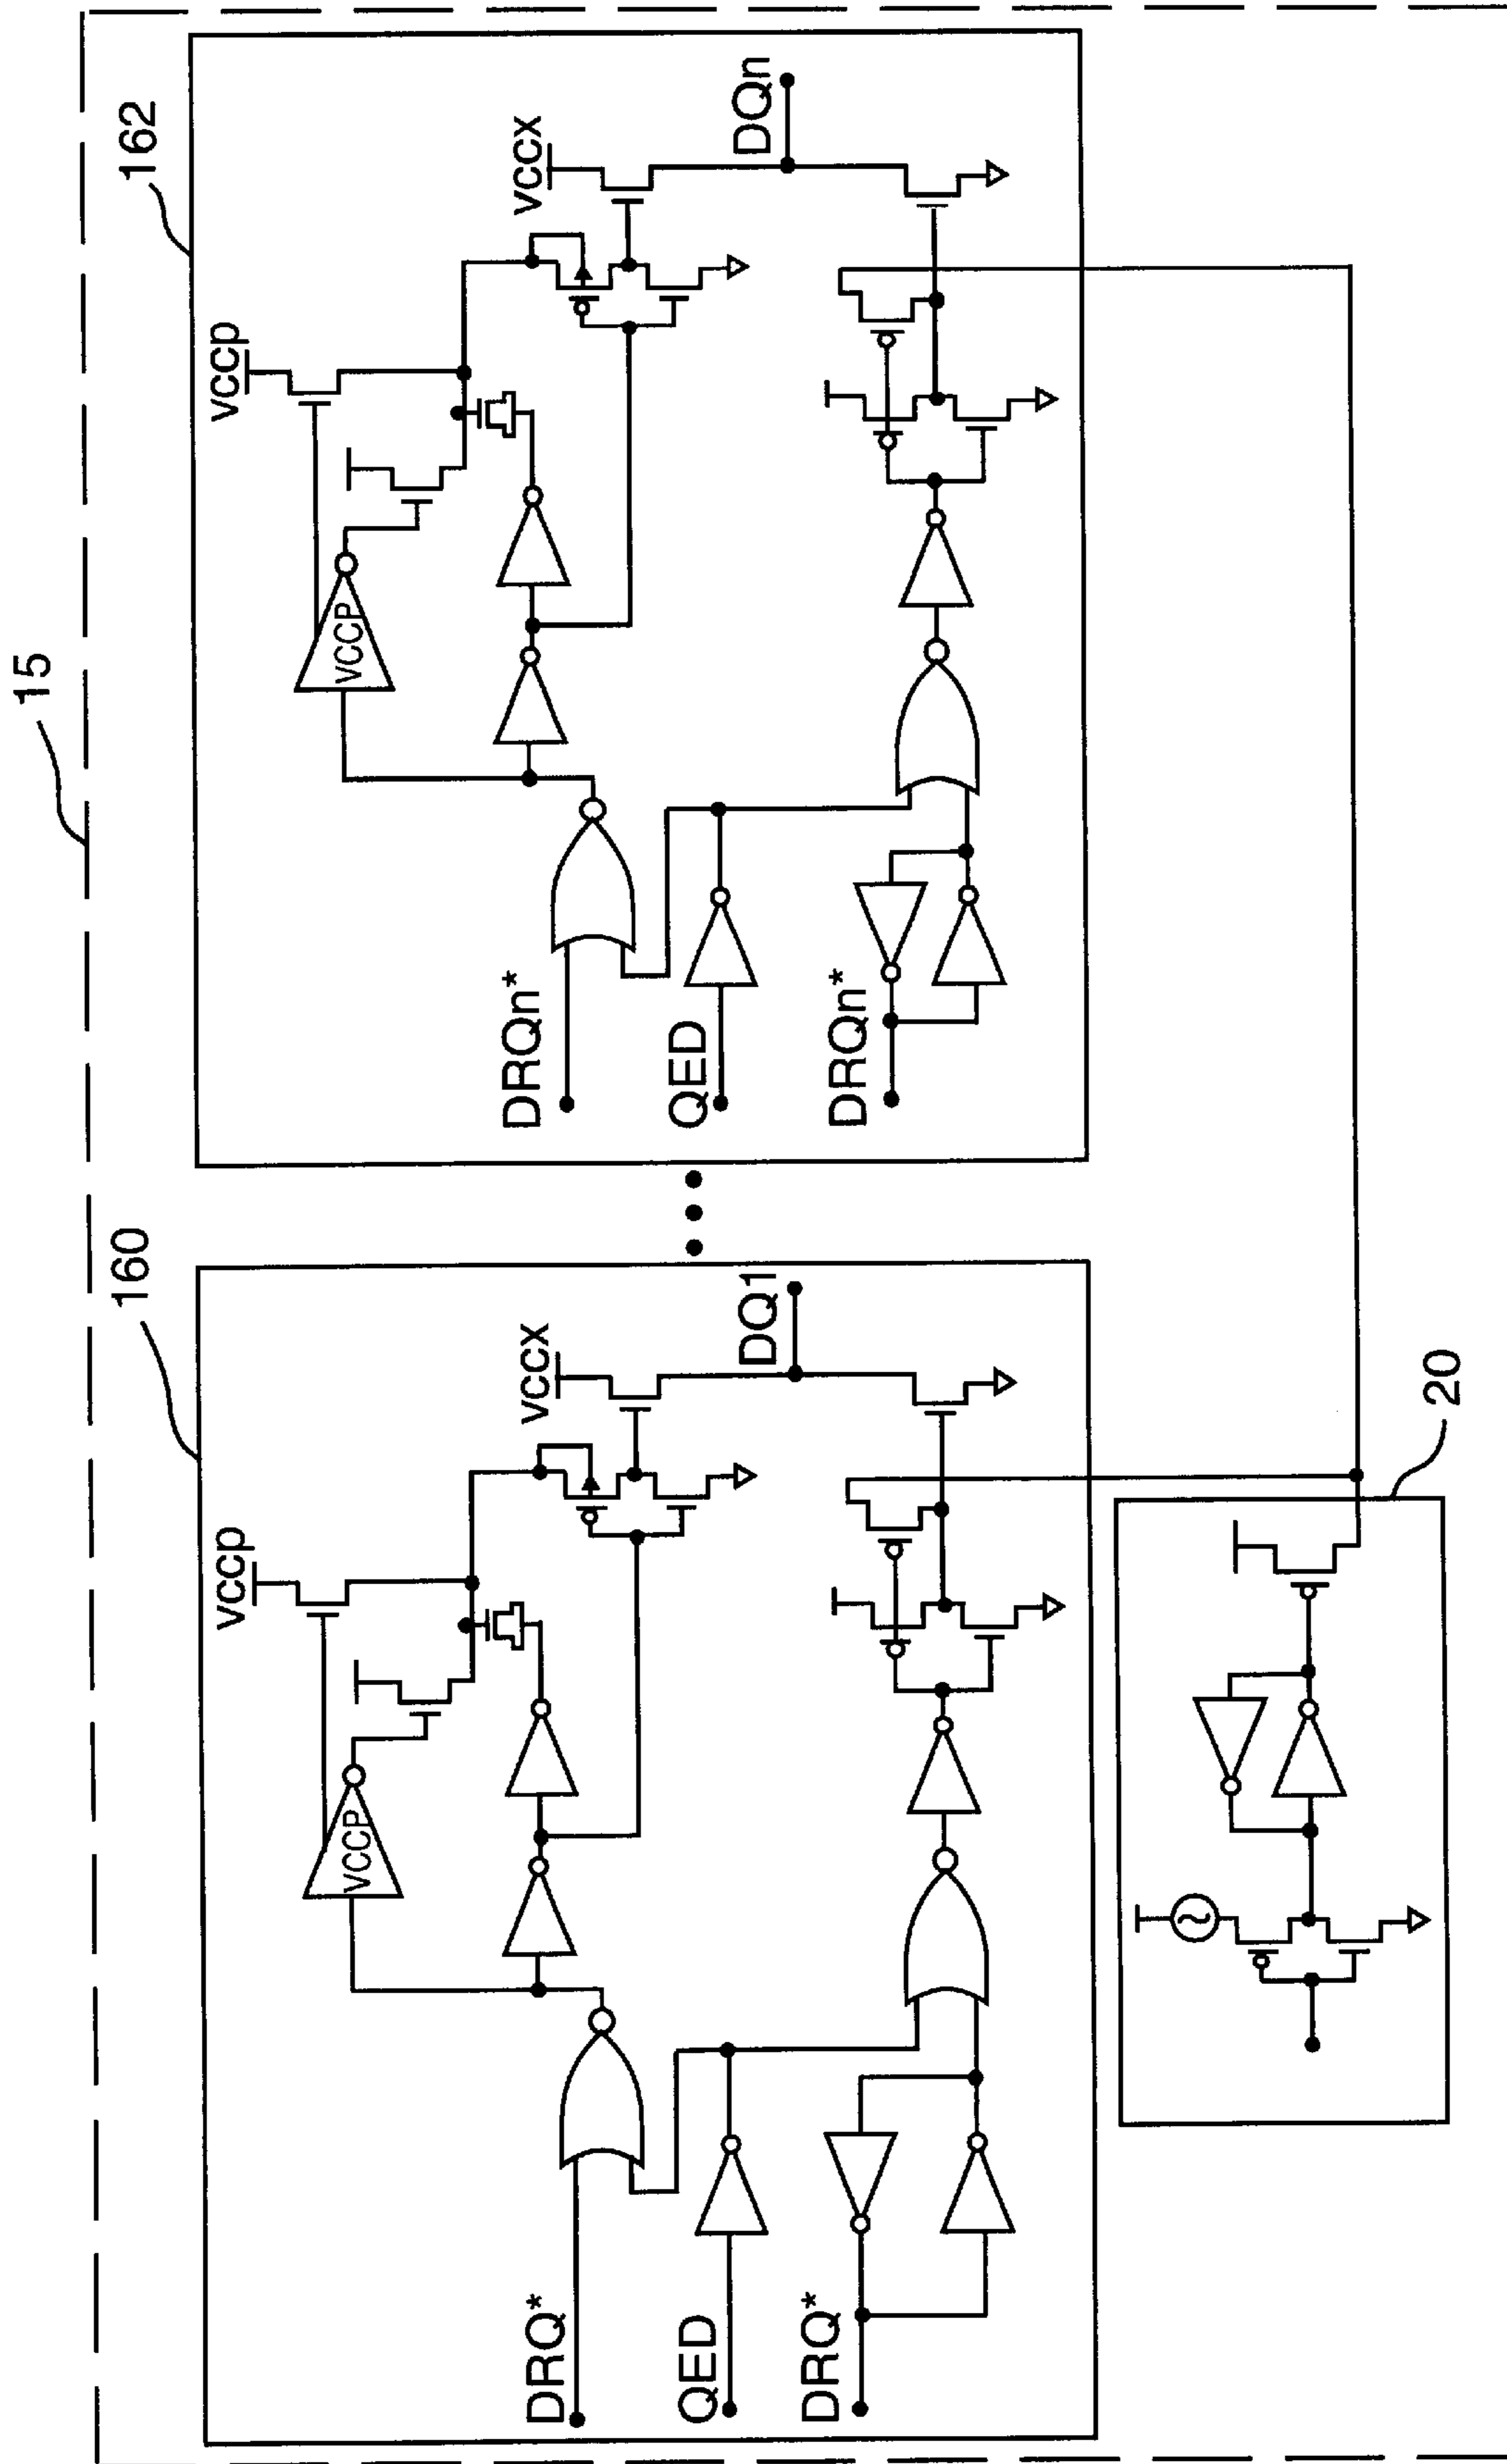 15
160
vccp
VCCP
vccx
DRQ*
QED
DRQ*
DQ1
162
vccp
VCCP
vccx
DRQn*
QED
DRQn*
DQn
20